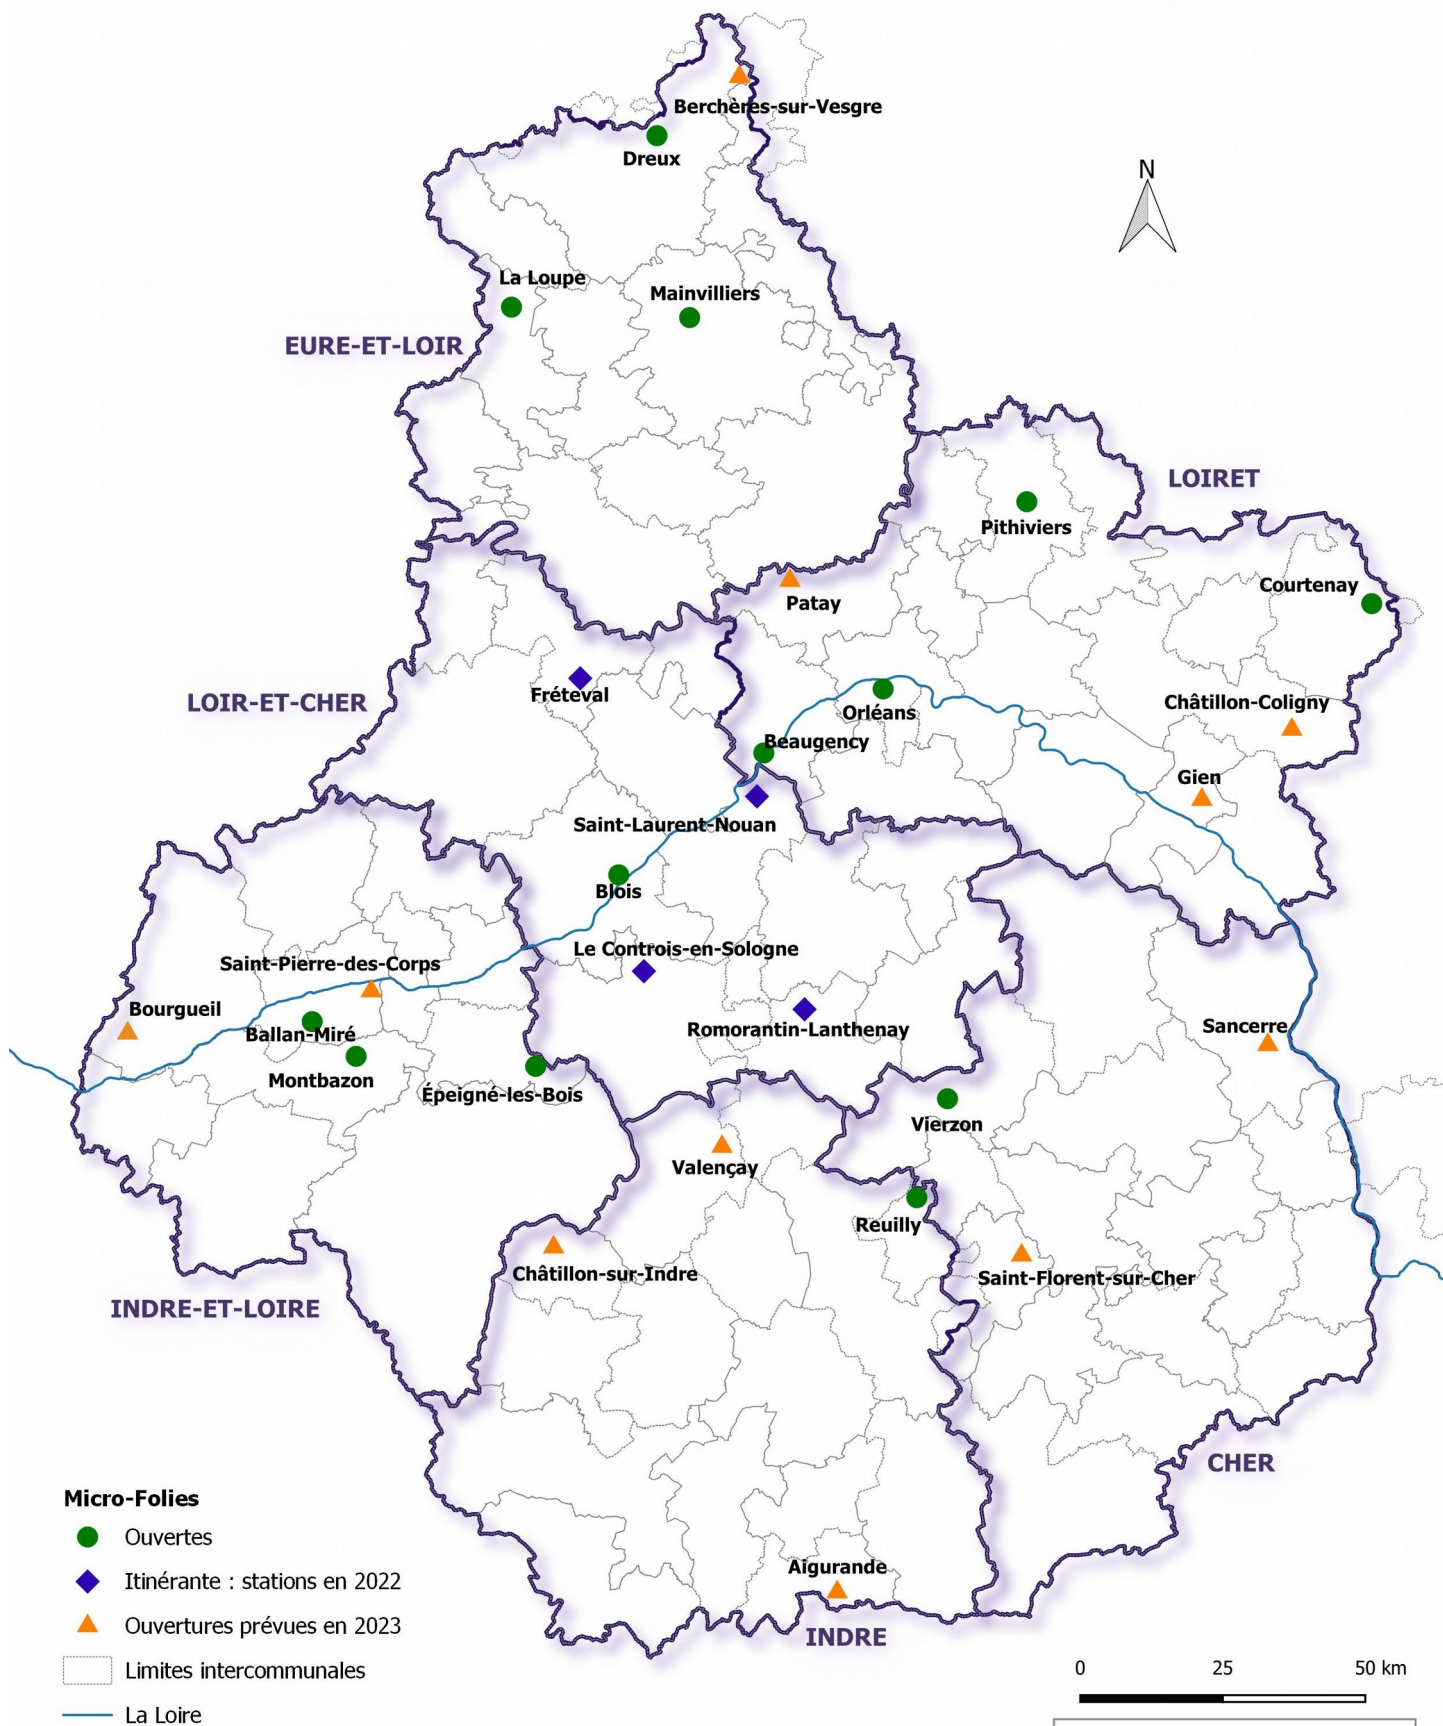 Berchères-sur-Vesgre
Dreux
N
La Loupe
Mainvilliers
EURE-ET-LOIR
LOIRET
Pithiviers
Courtenay
Patay
Fréteval
LOIR-ET-CHER
Châtillon-Coligny
Orléans
Beaugency
Gien
Saint-Laurent-Nouan
Blois
Le Controis-en-Sologne
Saint-Pierre-des-Corps
Bourgueil
Ballan-Miré
Romorantin-Lanthenay
Sancerre
Montbazon
Épeigné-les-Bois
Vierzon
Valençay
Reuilly
Châtillon-sur-Indre
Saint-Florent-sur-Cher
INDRE-ET-LOIRE
CHER
Aigurande
INDRE
Micro-Folies
Ouvertes
Itinérante : stations en 2022
Ouvertures prévues en 2023
Limites intercommunales
La Loire
0 25 50 km